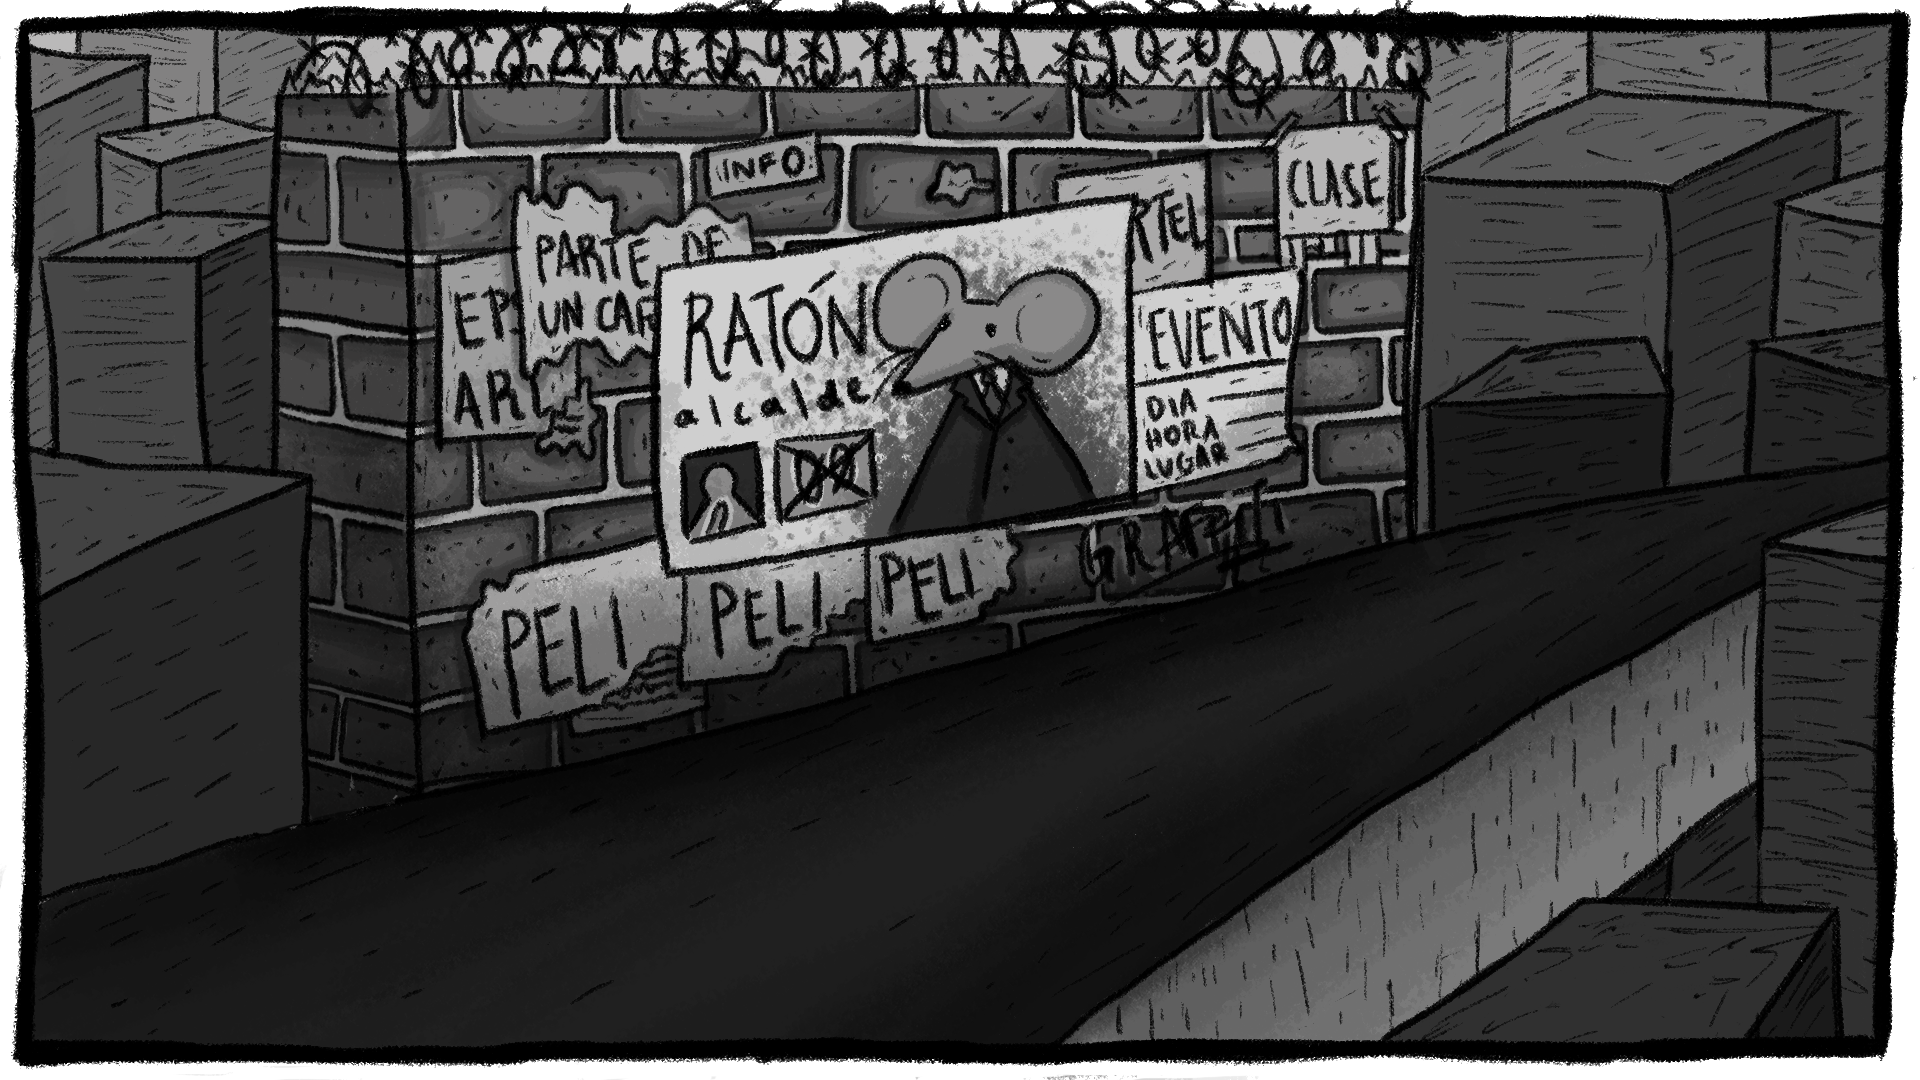 INFO
CLASE
PARTE DE
UN CAR
RTEL
EP
AR
RATÓN
alcalde
EVENTO
DIA
HORA
LUGAR
PELI
PELI
PELI
GRAFFITI